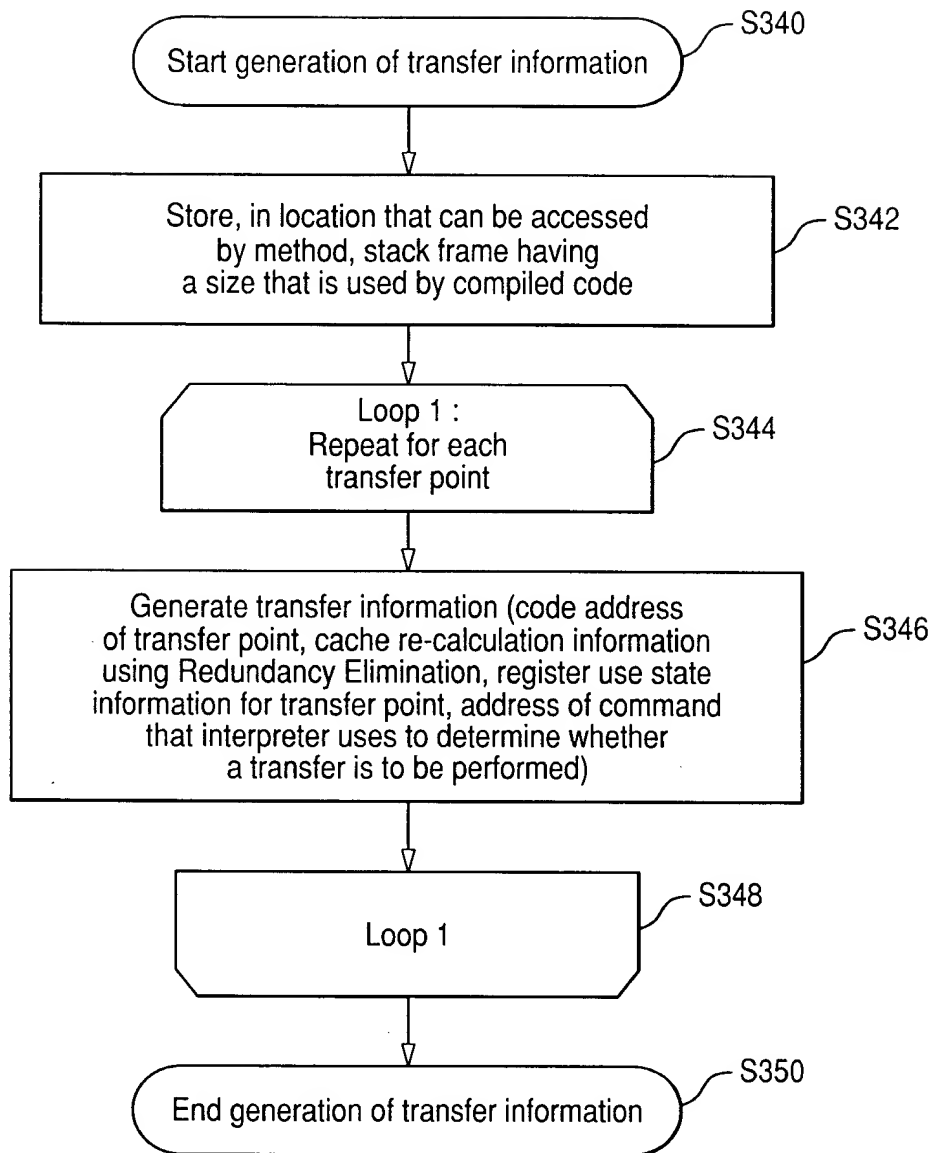 S340
Start generation of transfer information
Store, in location that can be accessed
by method, stack frame having
a size that is used by compiled code
S342
Loop 1 :
Repeat for each
transfer point
S344
Generate transfer information (code address
of transfer point, cache re-calculation information
using Redundancy Elimination, register use state
information for transfer point, address of command
that interpreter uses to determine whether
a transfer is to be performed)
S346
Loop 1
S348
End generation of transfer information
S350